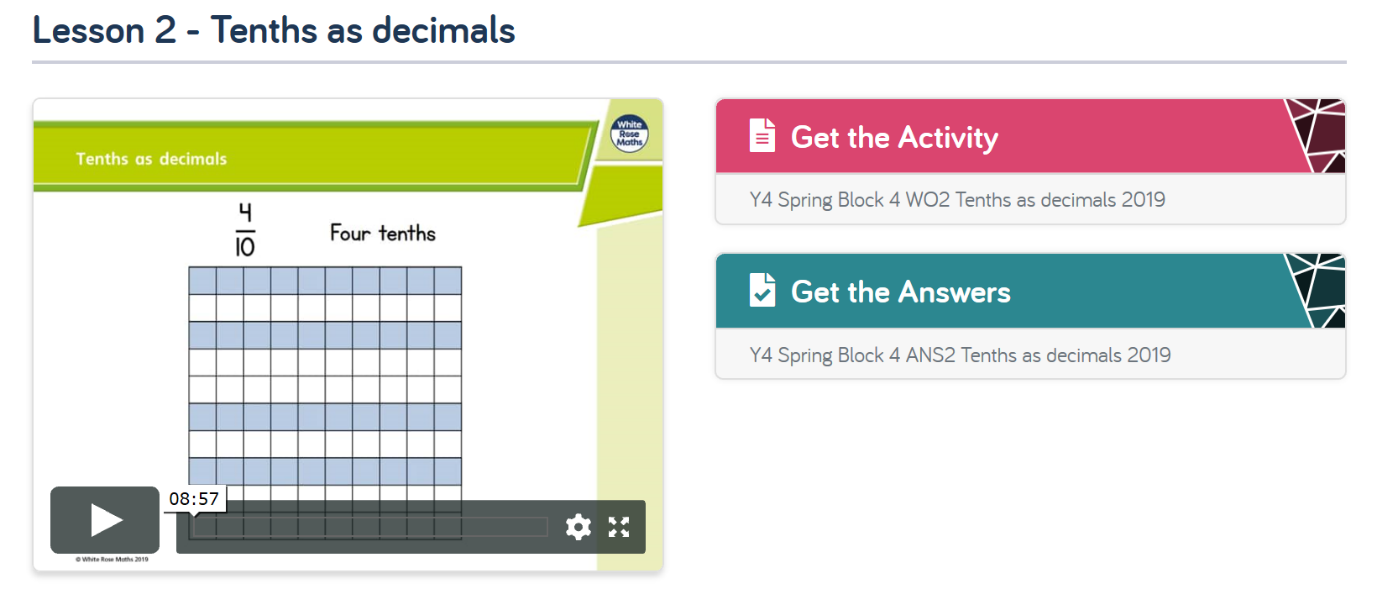 Lesson 2 - Tenths as decimals
Tenths as decimals
White
Rose
Maths
4
10
Four tenths
08:57
© White Rose Maths 2019
Get the Activity
Y4 Spring Block 4 WO2 Tenths as decimals 2019
Get the Answers
Y4 Spring Block 4 ANS2 Tenths as decimals 2019